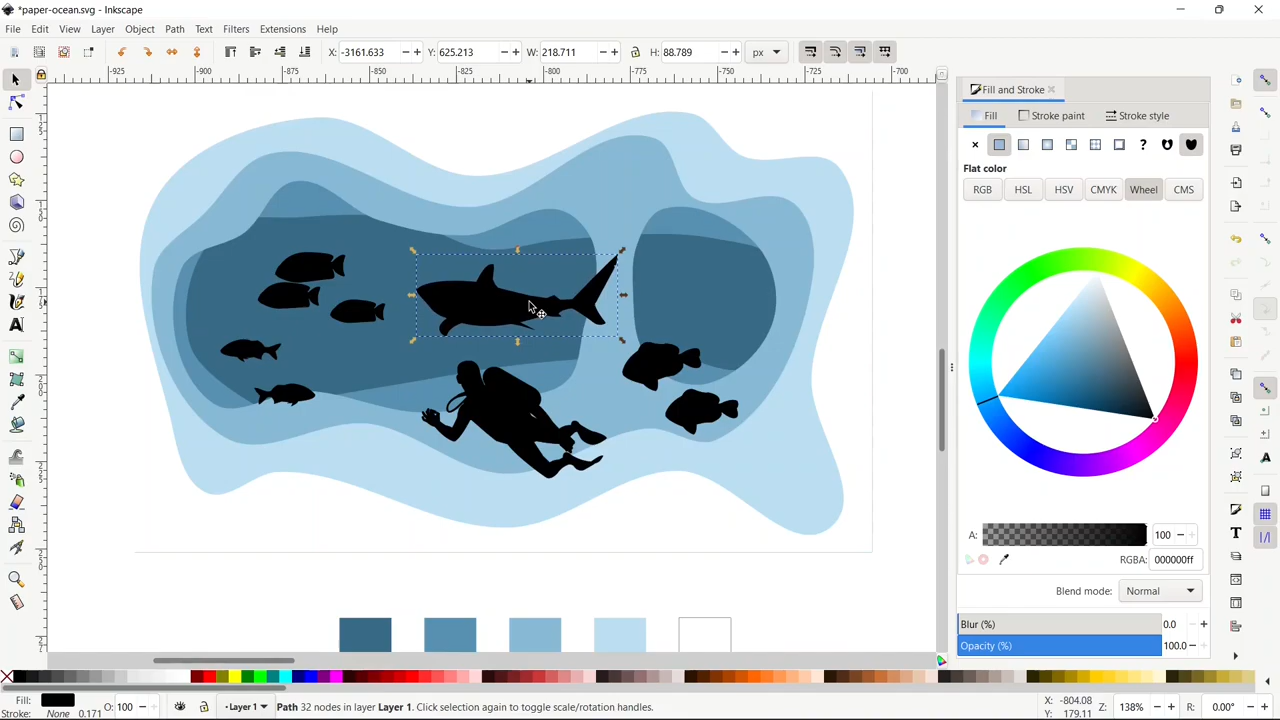 *paper-ocean.svg - Inkscape
File Edit View Layer Object Path Text Filters Extensions Help
X: -3161.633 Y: 625.213 W: 218.711 H: 88.789 px
-925 -900 -875 -850 -825 -800 -775 -750 -725 -700
Fill and Stroke
Fill Stroke paint Stroke style
?
Flat color
RGB HSL HSV CMYK Wheel CMS
A: 100
RGBA: 000000ff
Blend mode: Normal
Blur (%) 0.0
Opacity (%) 100.0
Fill: O: 100 Layer 1 Path 32 nodes in layer Layer 1. Click selection again to toggle scale/rotation handles. X: -804.08 Z: 138% R: 0.00°
Stroke: None 0.171 Y: 179.11